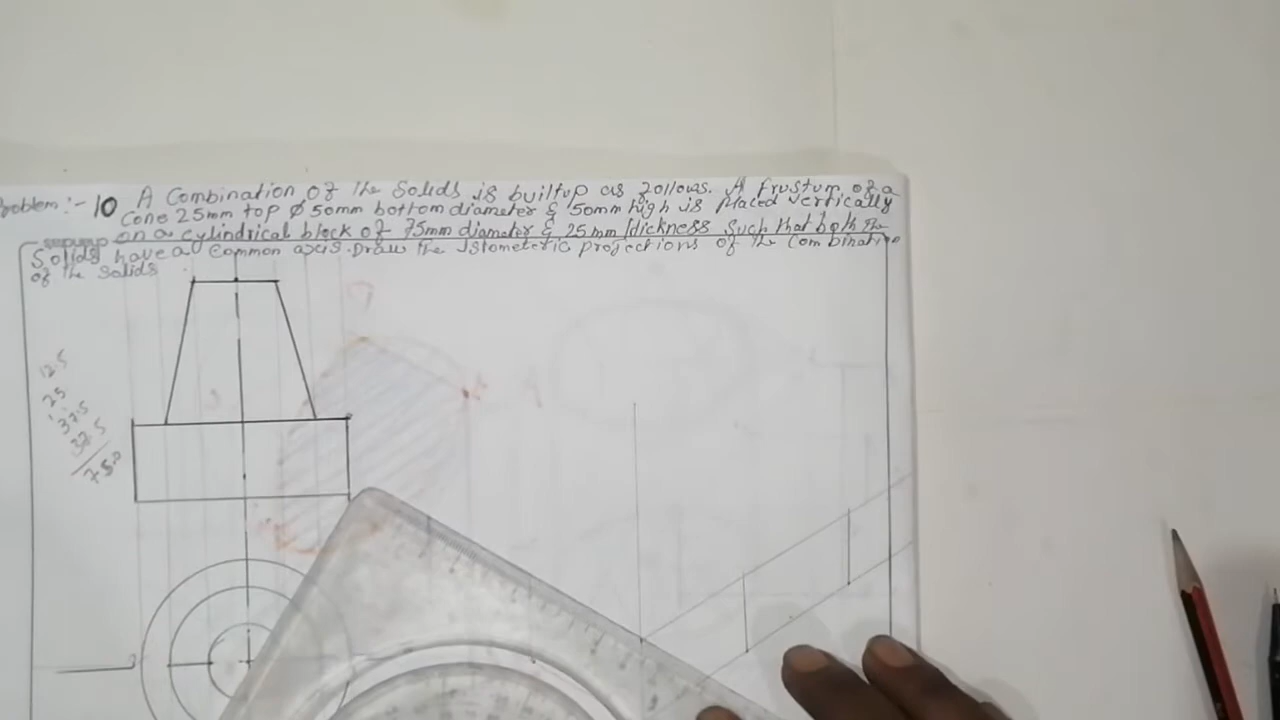 Problem:- 10 A Combination of the Solids is builtup as follows. A frustum of a
Cone 25mm top φ 50mm bottom diameter & 50mm high is placed vertically
on a cylindrical block of 75mm diameter & 25mm thickness Such that both the
Solids have a Common axis. Draw the Isometric projections of the Combination
of the Solids
12.5
25
37.5
37.5
75.0